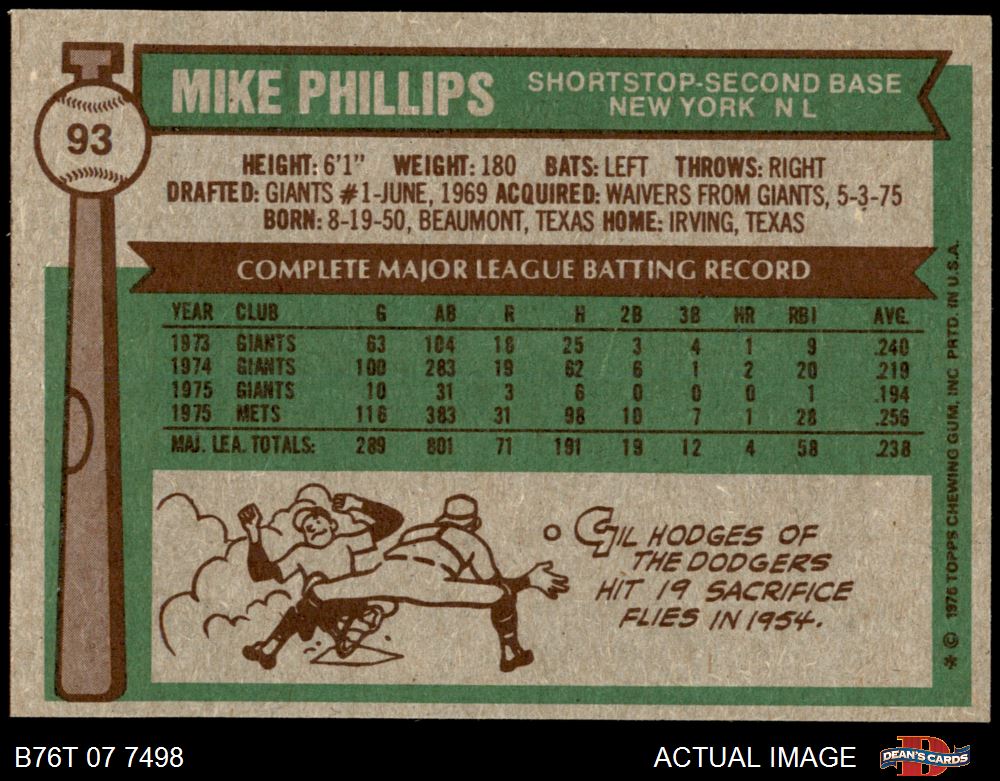 93
MIKE PHILLIPS
SHORTSTOP-SECOND BASE
NEW YORK N L
HEIGHT: 6'1" WEIGHT: 180 BATS: LEFT THROWS: RIGHT
DRAFTED: GIANTS #1-JUNE, 1969 ACQUIRED: WAIVERS FROM GIANTS, 5-3-75
BORN: 8-19-50, BEAUMONT, TEXAS HOME: IRVING, TEXAS
COMPLETE MAJOR LEAGUE BATTING RECORD
YEAR CLUB G AB R H 2B 3B HR RBI AVG.
1973 GIANTS 63 104 18 25 3 4 1 9 .240
1974 GIANTS 100 283 19 62 6 1 2 20 .219
1975 GIANTS 10 31 3 6 0 0 0 1 .194
1975 METS 116 383 31 98 10 7 1 28 .256
MAJ. LEA. TOTALS: 289 801 71 191 19 12 4 58 .238
GIL HODGES OF
THE DODGERS
HIT 19 SACRIFICE
FLIES IN 1954.
* © 1976 TOPPS CHEWING GUM, INC PRTD. IN U.S.A.
B76T 07 7498
ACTUAL IMAGE
DEAN'S CARDS